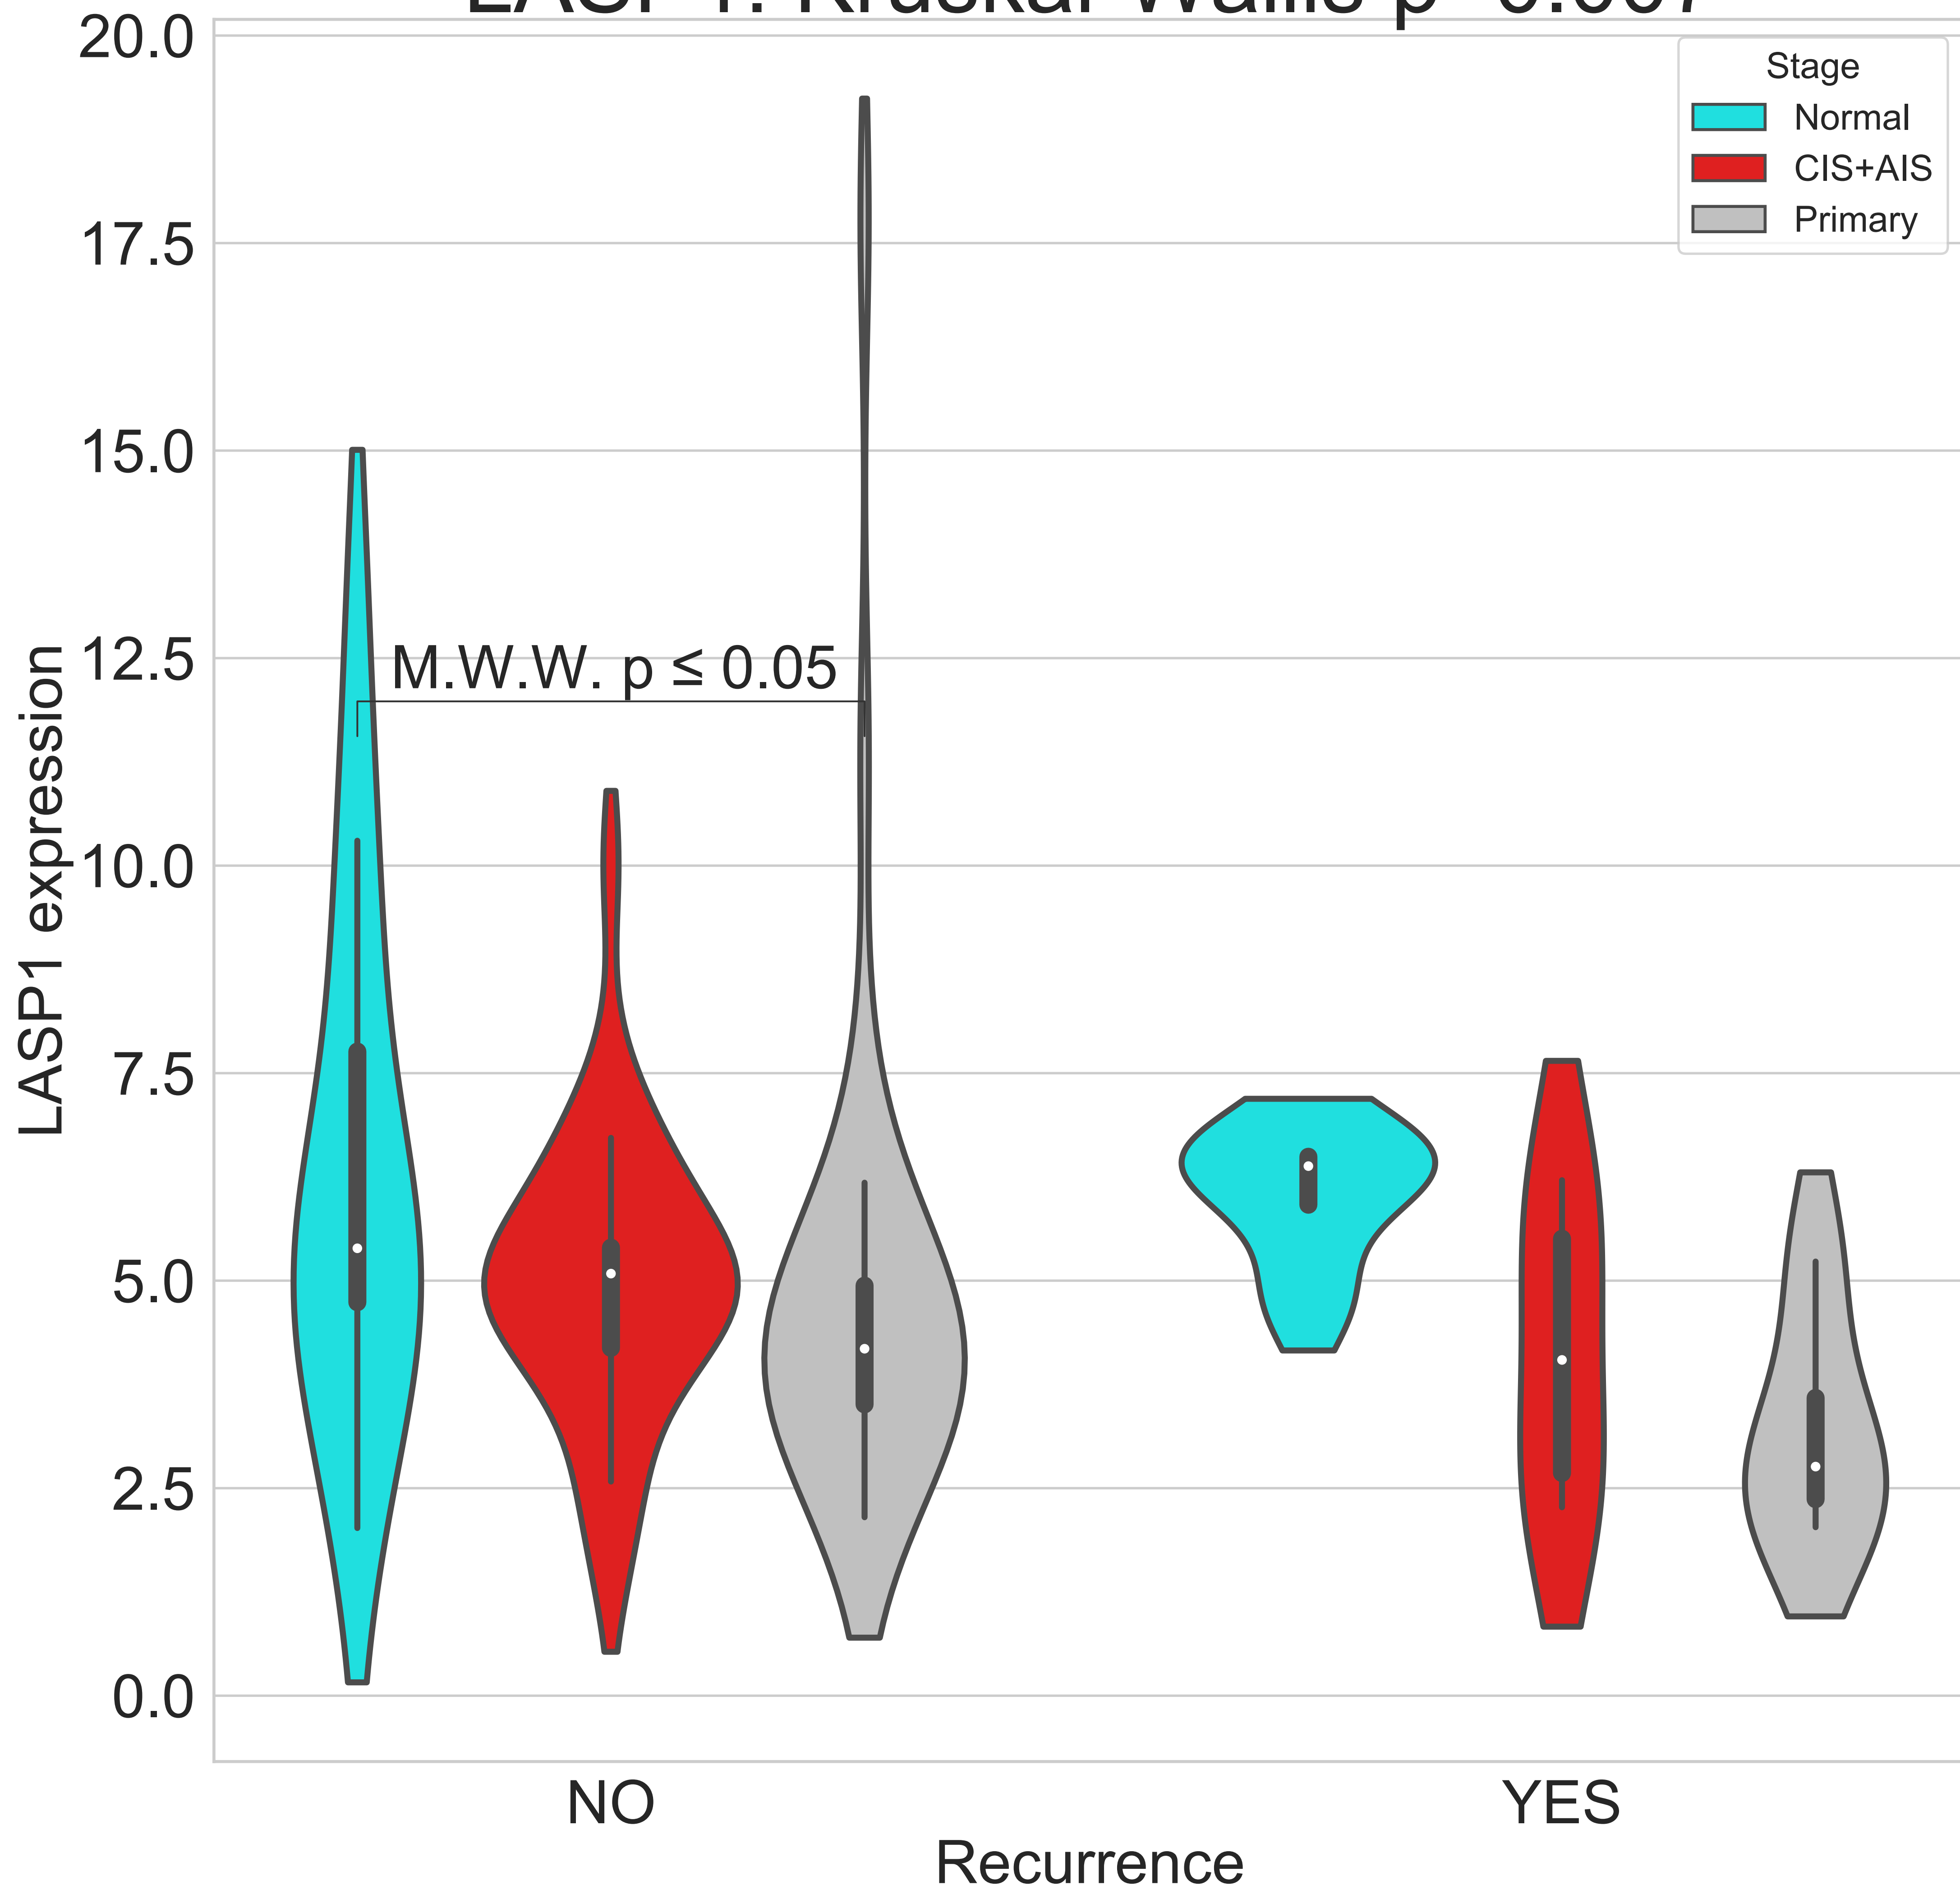 20.0
17.5
15.0
12.5
10.0
7.5
5.0
2.5
0.0
LASP1 expression
Stage
Normal
CIS+AIS
Primary
M.W.W. p ≤ 0.05
NO
YES
Recurrence